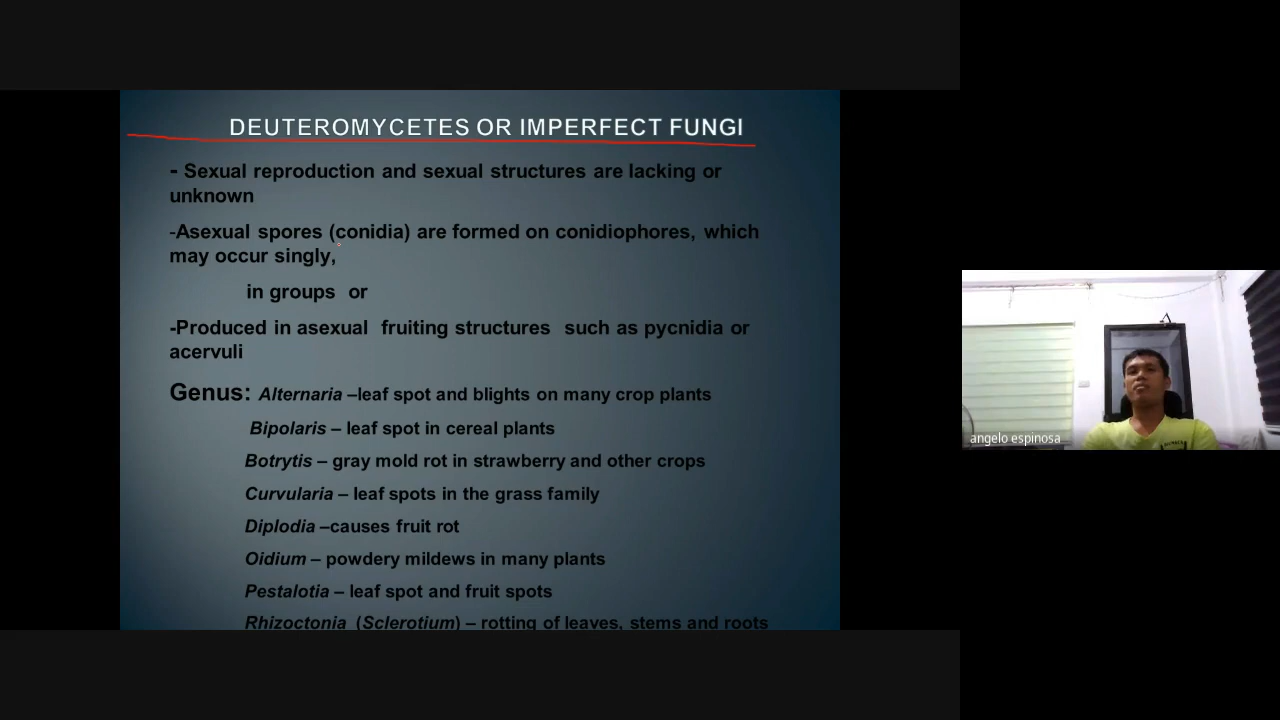 DEUTEROMYCETES OR IMPERFECT FUNGI
- Sexual reproduction and sexual structures are lacking or
unknown
-Asexual spores (conidia) are formed on conidiophores, which
may occur singly,
in groups or
-Produced in asexual fruiting structures such as pycnidia or
acervuli
Genus: Alternaria –leaf spot and blights on many crop plants
Bipolaris – leaf spot in cereal plants
Botrytis – gray mold rot in strawberry and other crops
Curvularia – leaf spots in the grass family
Diplodia –causes fruit rot
Oidium – powdery mildews in many plants
Pestalotia – leaf spot and fruit spots
Rhizoctonia (Sclerotium) – rotting of leaves, stems and roots
angelo espinosa